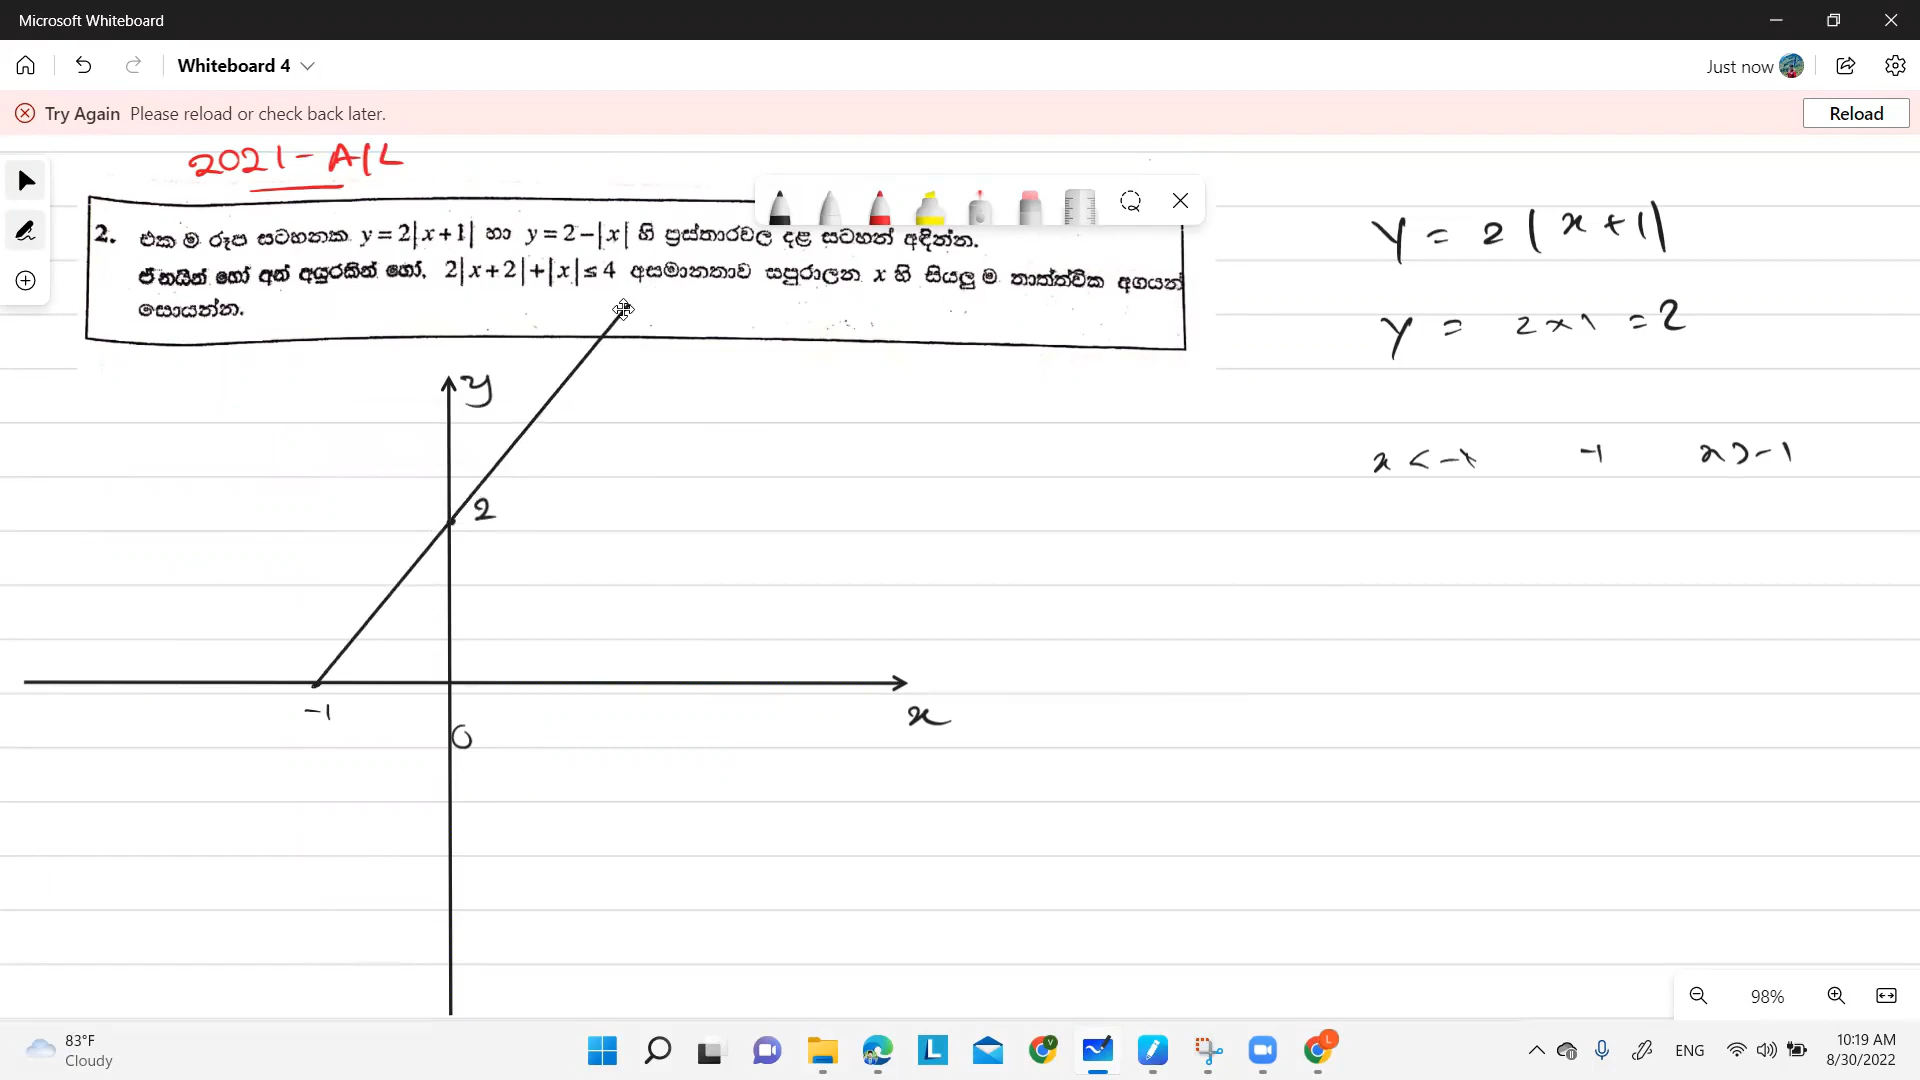 Microsoft Whiteboard
Whiteboard 4
Just now
Try Again Please reload or check back later.
Reload
2021 - A/L
2. එක ම රූප සටහනක y = 2|x+1| හා y = 2-|x| හි ප්‍රස්තාරවල දළ සටහන් අඳින්න.
ඒ නයින් හෝ අන් අයුරකින් හෝ, 2|x+2|+|x| ≤ 4 අසමානතාව සපුරාලන x හි සියලු ම තාත්ත්වික අගයන්
සොයන්න.
y = 2 |x+1|
y = 2×1 = 2
x < -1 -1 x > -1
y
2
-1
0
x
98%
83°F
Cloudy
ENG
10:19 AM
8/30/2022